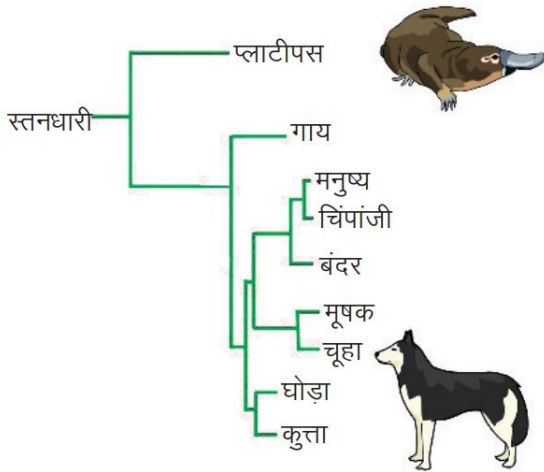 प्लाटीपस
स्तनधारी
गाय
मनुष्य
चिंपांजी
बंदर
मूषक
चूहा
घोड़ा
कुत्ता